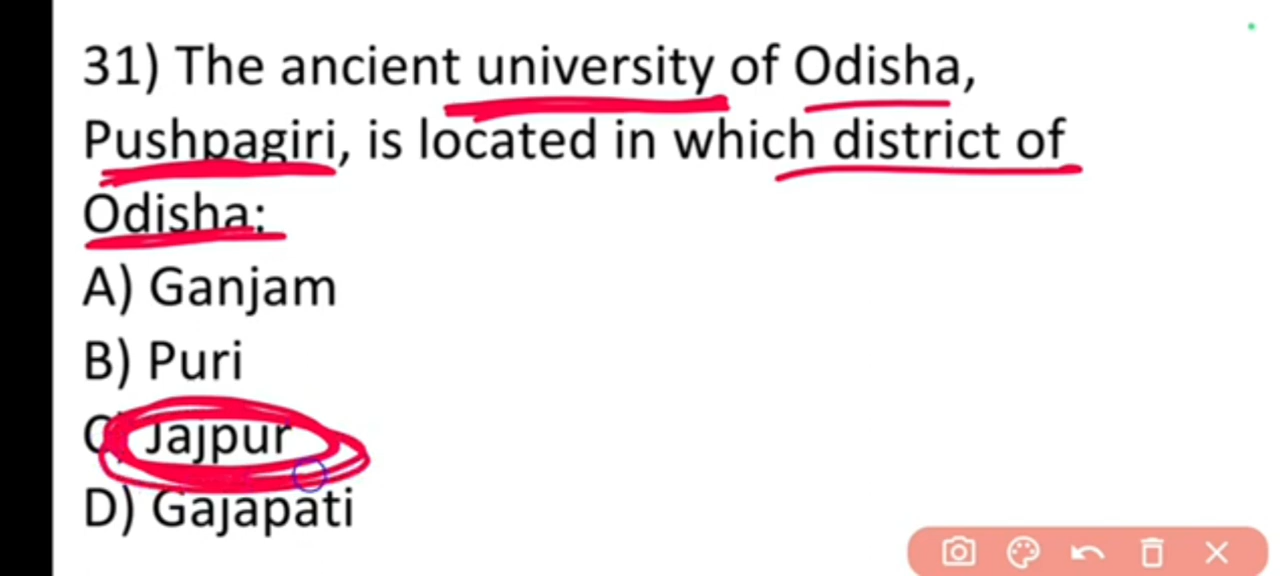 31) The ancient university of Odisha,
Pushpagiri, is located in which district of
Odisha:
A) Ganjam
B) Puri
C) Jajpur
D) Gajapati